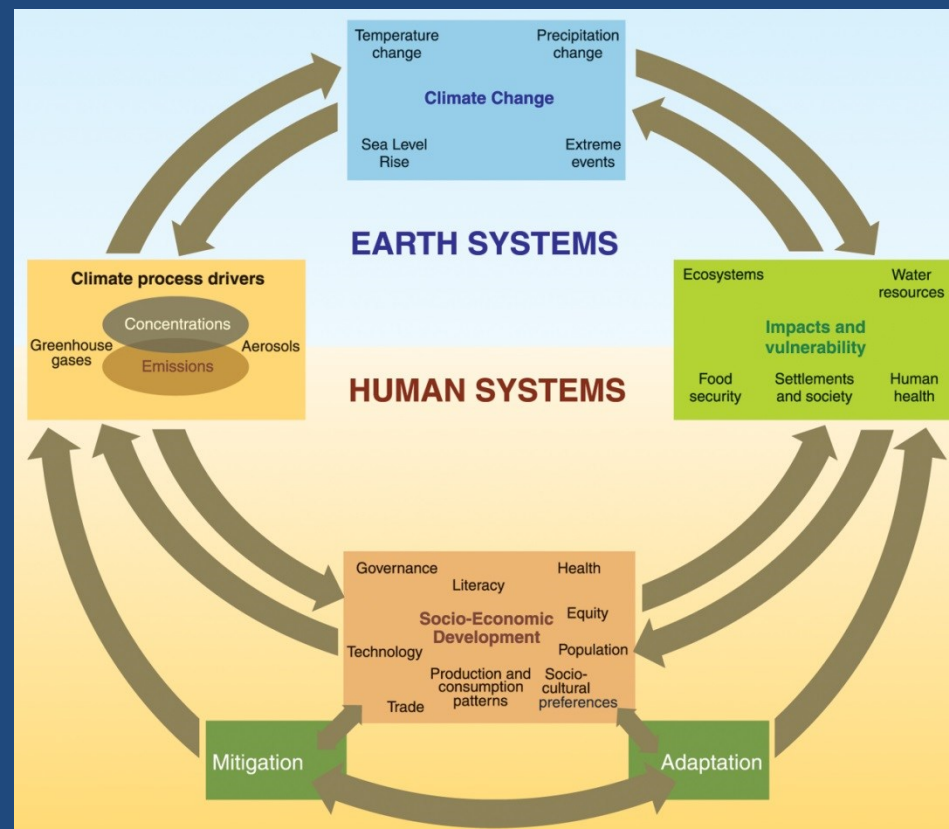 Temperature
change
Precipitation
change
Climate Change
Sea Level
Rise
Extreme
events
EARTH SYSTEMS
Climate process drivers
Concentrations
Greenhouse
gases
Aerosols
Emissions
Ecosystems
Water
resources
Impacts and
vulnerability
Food
security
Settlements
and society
Human
health
HUMAN SYSTEMS
Governance
Literacy
Health
Socio-Economic
Development
Equity
Technology
Population
Production and
consumption
patterns
Socio-
cultural
preferences
Trade
Mitigation
Adaptation